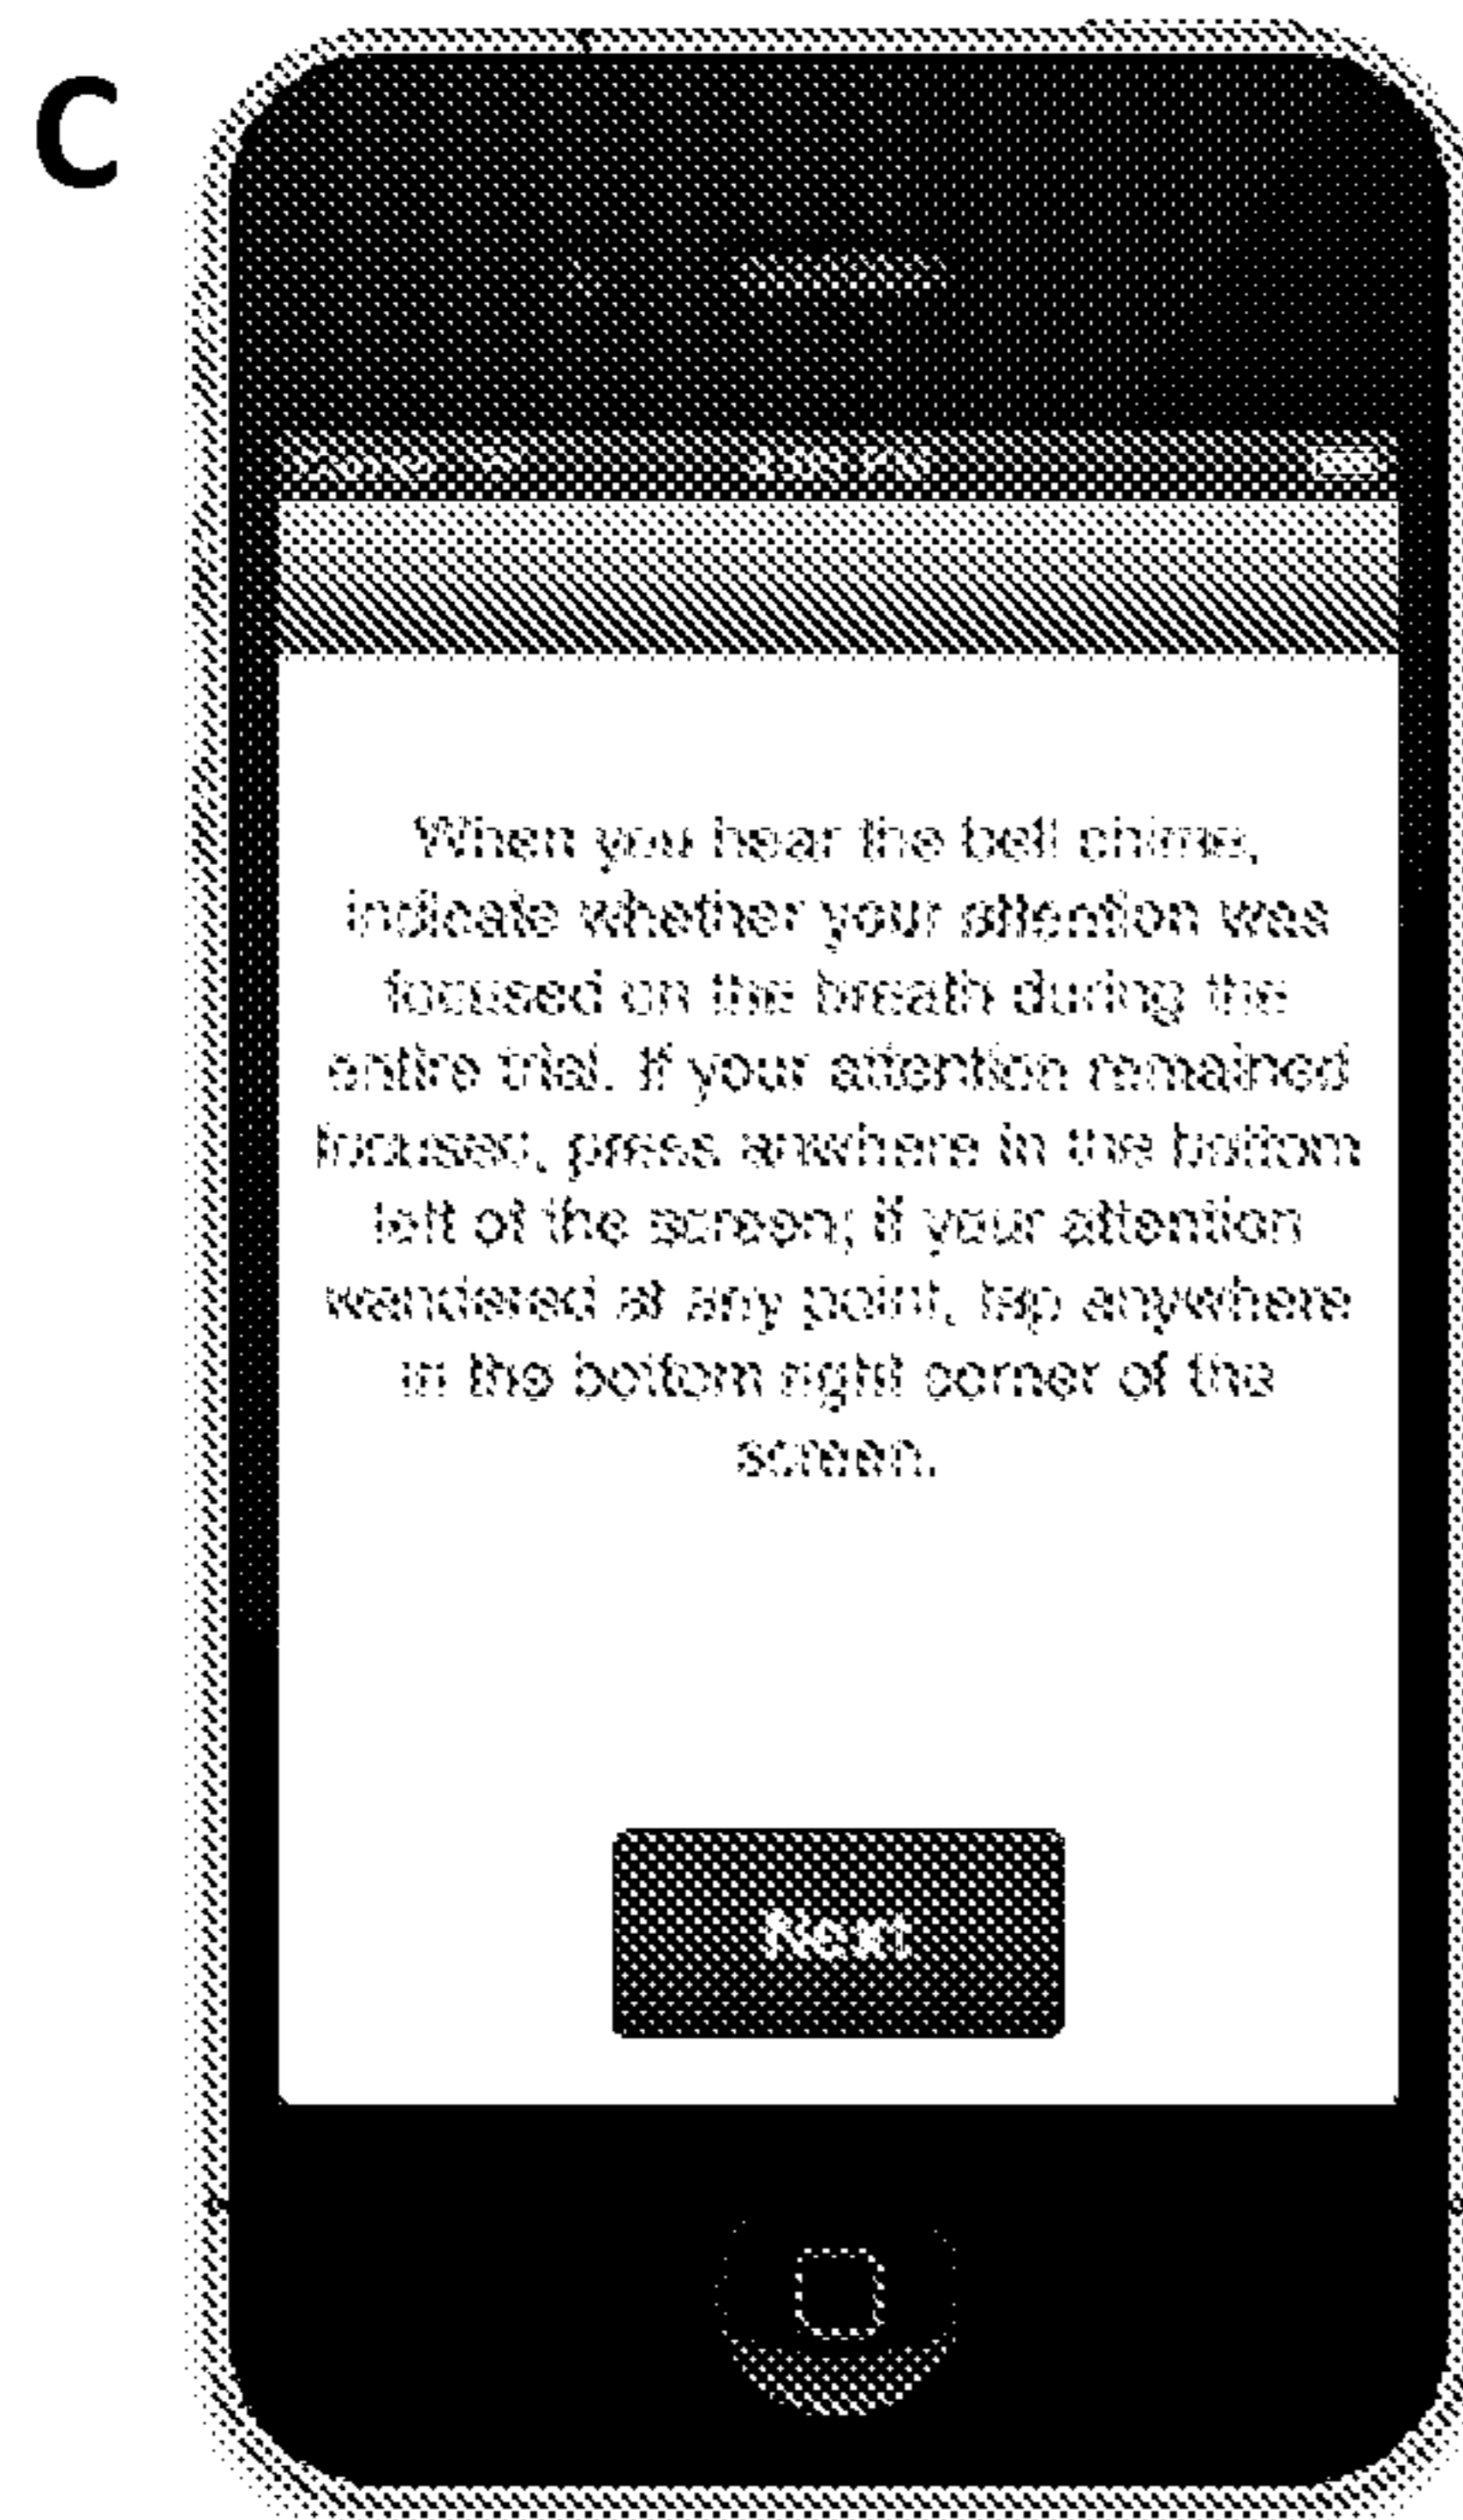 C
When you hear the bell chime,
indicate whether your attention was
focused on the breath during the
entire trial. If your attention remained
focused, press anwhere in the bottom
left of the screen; if your attention
wandered at any point, tap anywhere
in the bottom right corner of the
screen.
Next